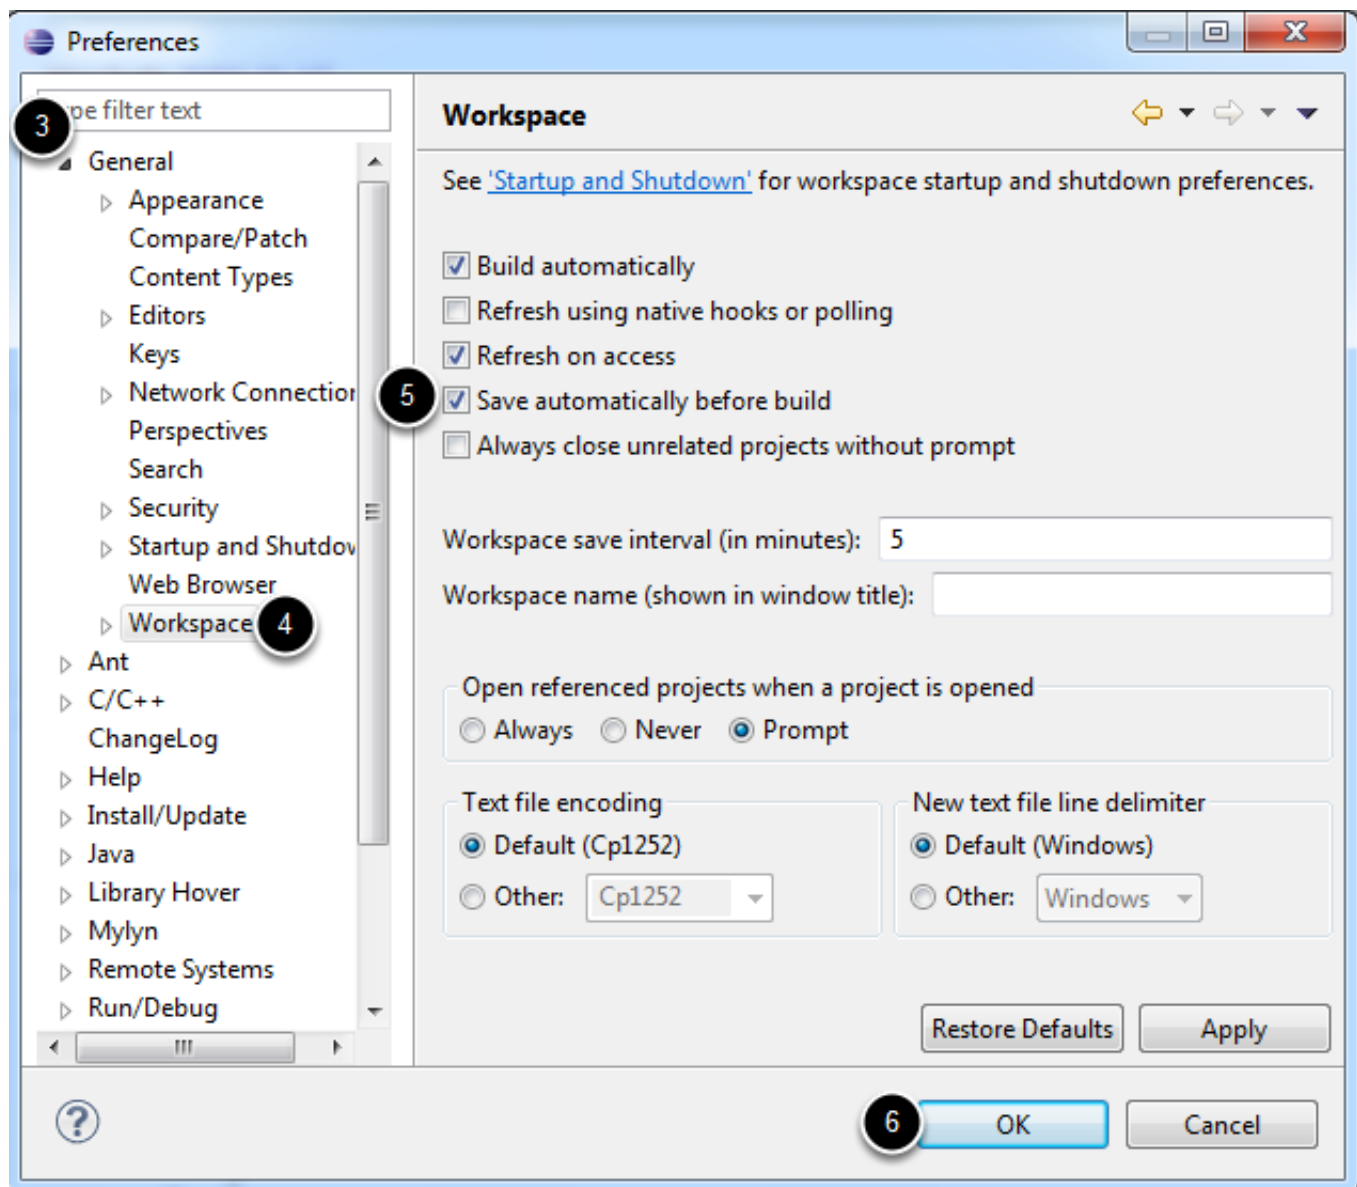 Preferences
3
pe filter text
General
Appearance
Compare/Patch
Content Types
Editors
Keys
Network Connection
Perspectives
Search
Security
Startup and Shutdow
Web Browser
Workspace
4
Ant
C/C++
ChangeLog
Help
Install/Update
Java
Library Hover
Mylyn
Remote Systems
Run/Debug
Workspace
See 'Startup and Shutdown' for workspace startup and shutdown preferences.
Build automatically
Refresh using native hooks or polling
Refresh on access
5
Save automatically before build
Always close unrelated projects without prompt
Workspace save interval (in minutes): 5
Workspace name (shown in window title):
Open referenced projects when a project is opened
Always Never Prompt
Text file encoding
Default (Cp1252)
Other: Cp1252
New text file line delimiter
Default (Windows)
Other: Windows
Restore Defaults Apply
?
6
OK Cancel